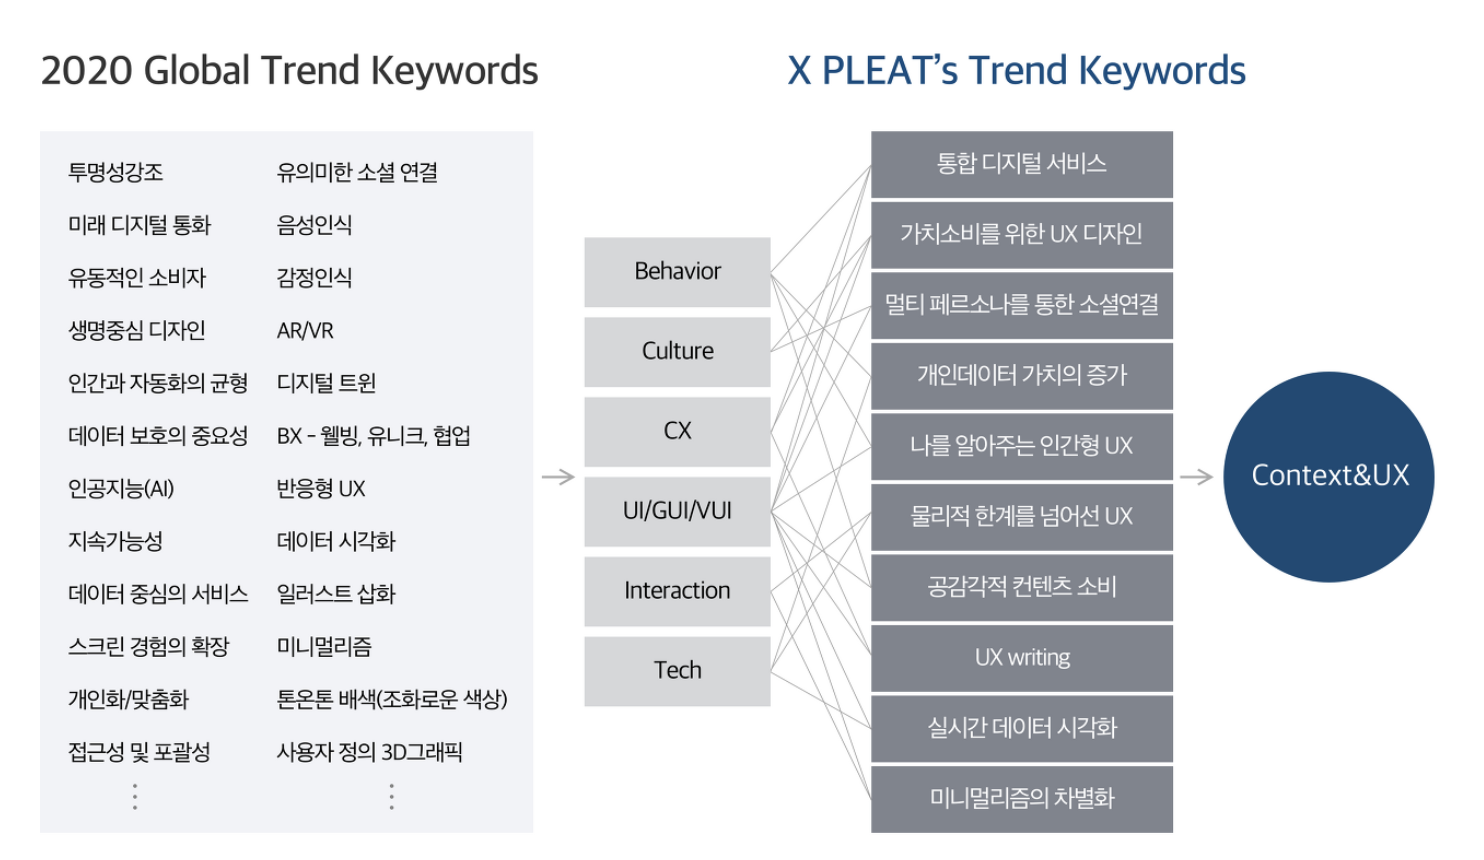 2020 Global Trend Keywords
X PLEAT’s Trend Keywords
투명성강조
미래 디지털 통화
유동적인 소비자
생명중심 디자인
인간과 자동화의 균형
데이터 보호의 중요성
인공지능(AI)
지속가능성
데이터 중심의 서비스
스크린 경험의 확장
개인화/맞춤화
접근성 및 포괄성
유의미한 소셜 연결
음성인식
감정인식
AR/VR
디지털 트윈
BX – 웰빙, 유니크, 협업
반응형 UX
데이터 시각화
일러스트 삽화
미니멀리즘
톤온톤 배색(조화로운 색상)
사용자 정의 3D그래픽
Behavior
Culture
CX
UI/GUI/VUI
Interaction
Tech
통합 디지털 서비스
가치소비를 위한 UX 디자인
멀티 페르소나를 통한 소셜연결
개인데이터 가치의 증가
나를 알아주는 인간형 UX
물리적 한계를 넘어선 UX
공감각적 컨텐츠 소비
UX writing
실시간 데이터 시각화
미니멀리즘의 차별화
Context&UX